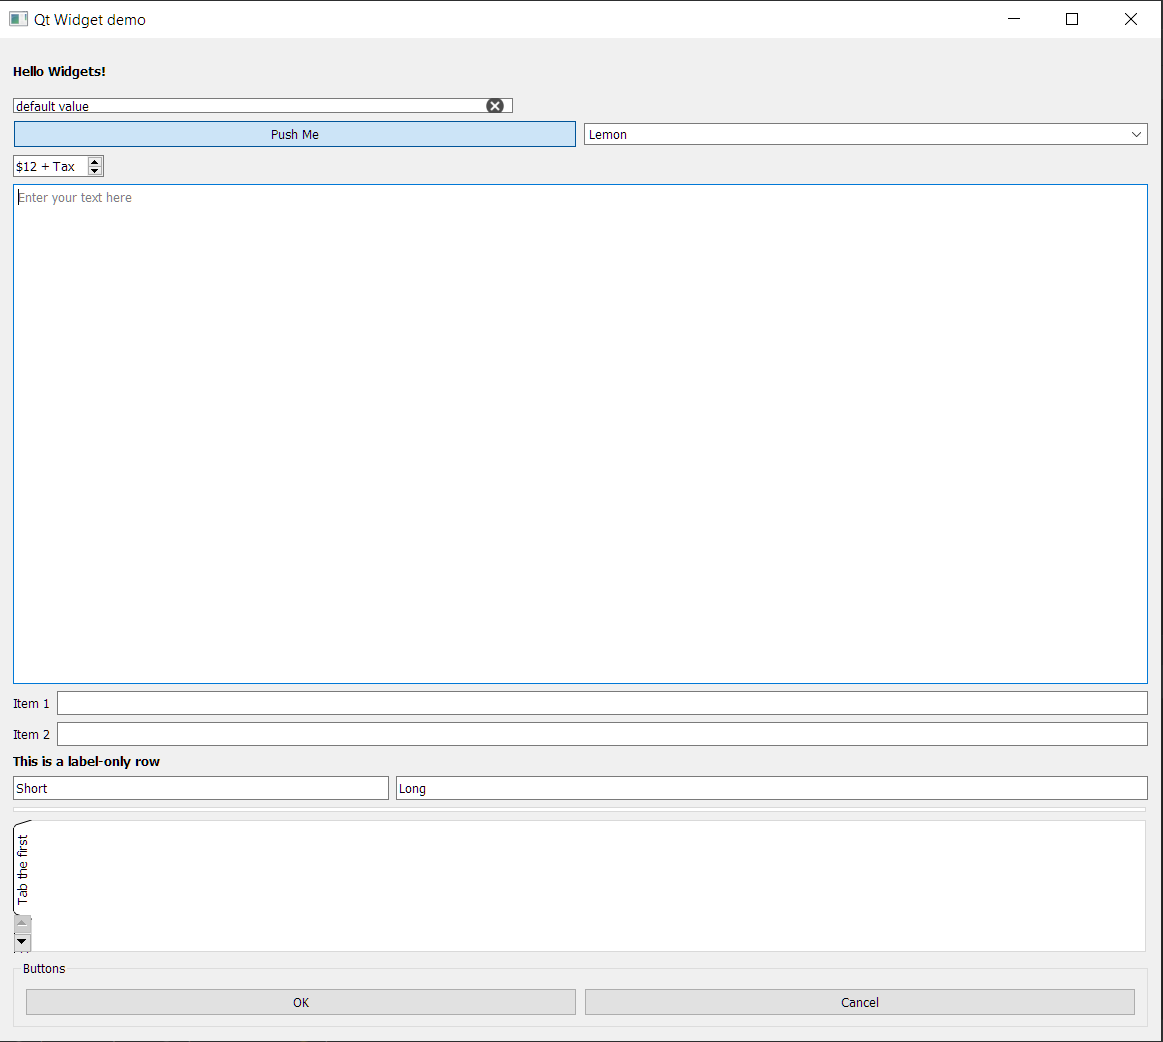 Qt Widget demo
Hello Widgets!
default value
Push Me
Lemon
$12 + Tax
Enter your text here
Item 1
Item 2
This is a label-only row
Short
Long
Tab the first
Buttons
OK
Cancel